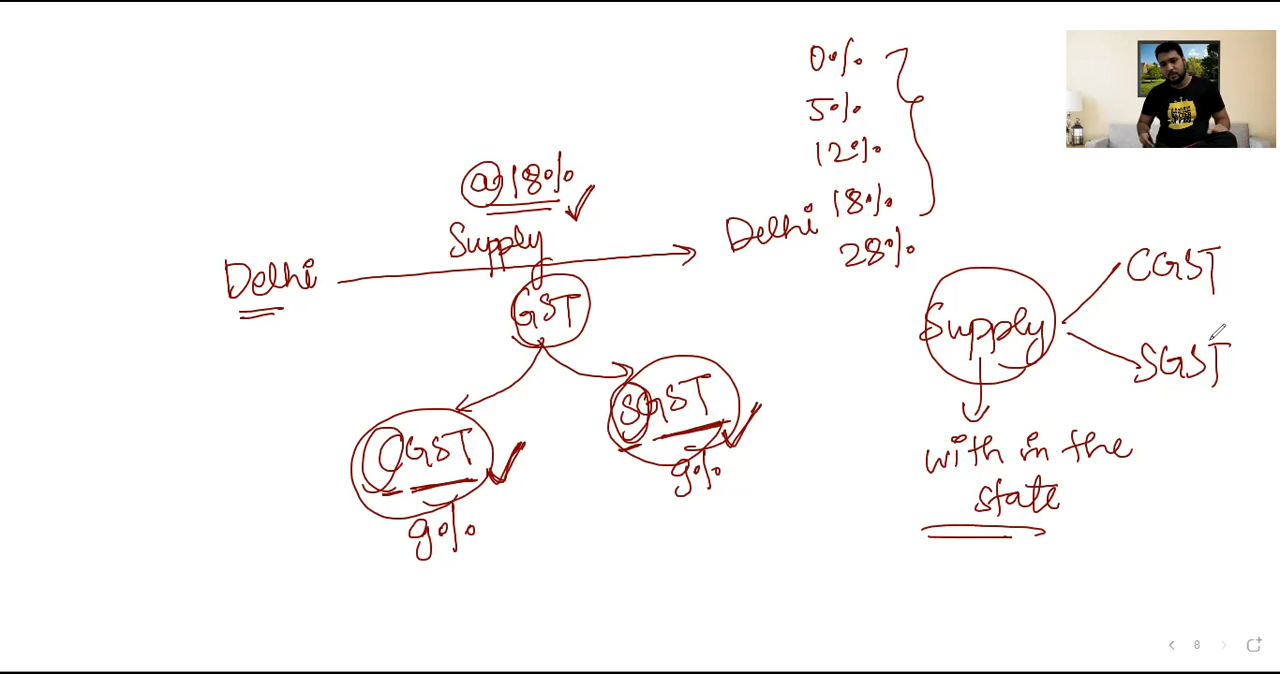 0%
5%
12%
18%
28%
@18%
Supply
Delhi
Delhi
GST
CGST
9%
SGST
9%
Supply
CGST
SGST
with in the
state
8